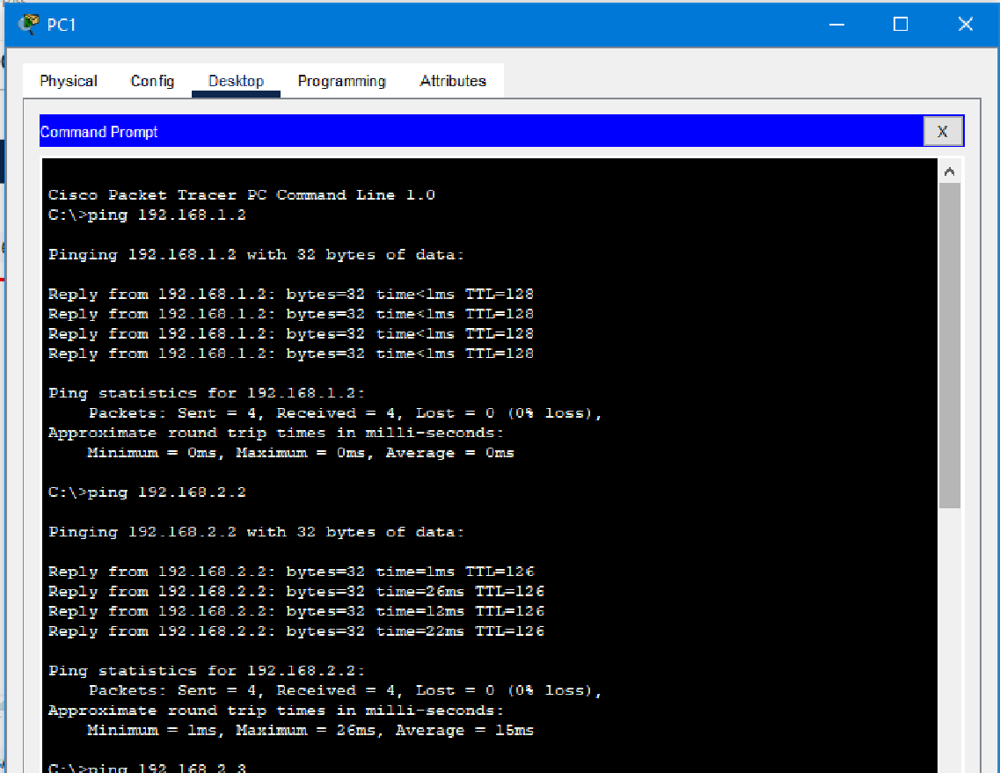 PC1
Physical Config Desktop Programming Attributes
Command Prompt
X
Cisco Packet Tracer PC Command Line 1.0
C:\>ping 192.168.1.2
Pinging 192.168.1.2 with 32 bytes of data:
Reply from 192.168.1.2: bytes=32 time<1ms TTL=128
Reply from 192.168.1.2: bytes=32 time<1ms TTL=128
Reply from 192.168.1.2: bytes=32 time<1ms TTL=128
Reply from 192.168.1.2: bytes=32 time<1ms TTL=128
Ping statistics for 192.168.1.2:
    Packets: Sent = 4, Received = 4, Lost = 0 (0% loss),
Approximate round trip times in milli-seconds:
    Minimum = 0ms, Maximum = 0ms, Average = 0ms
C:\>ping 192.168.2.2
Pinging 192.168.2.2 with 32 bytes of data:
Reply from 192.168.2.2: bytes=32 time=1ms TTL=126
Reply from 192.168.2.2: bytes=32 time=26ms TTL=126
Reply from 192.168.2.2: bytes=32 time=12ms TTL=126
Reply from 192.168.2.2: bytes=32 time=22ms TTL=126
Ping statistics for 192.168.2.2:
    Packets: Sent = 4, Received = 4, Lost = 0 (0% loss),
Approximate round trip times in milli-seconds:
    Minimum = 1ms, Maximum = 26ms, Average = 15ms
C:\>ping 192.168.2.3